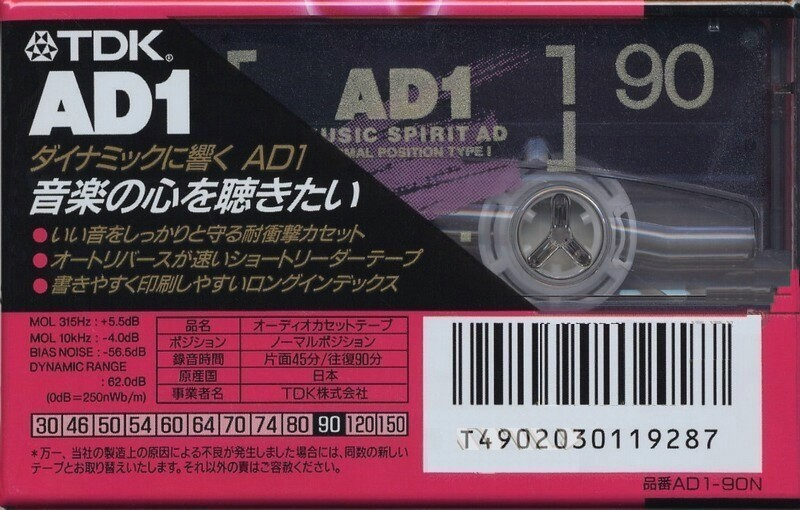 TDK®
AD1
ダイナミックに響く AD1
音楽の心を聴きたい
●いい音をしっかりと守る耐衝撃カセット
●オートリバースが速いショートリーダーテープ
●書きやすく印刷しやすいロングインデックス
AD1
MUSIC SPIRIT AD
POSITION TYPE I
90
MOL 315Hz : +5.5dB
MOL 10kHz : -4.0dB
BIAS NOISE : -56.5dB
DYNAMIC RANGE
: 62.0dB
(0dB=250nWb/m)
品名 オーディオカセットテープ
ポジション ノーマルポジション
録音時間 片面45分/往復90分
原産国 日本
事業者名 TDK株式会社
30 46 50 54 60 64 70 74 80 90 120 150
*万一、当社の製造上の原因による不良が発生しました場合には、同数の新しい
テープとお取り替えいたします。それ以外の責はご容赦ください。
T4902030119287
品番AD1-90N